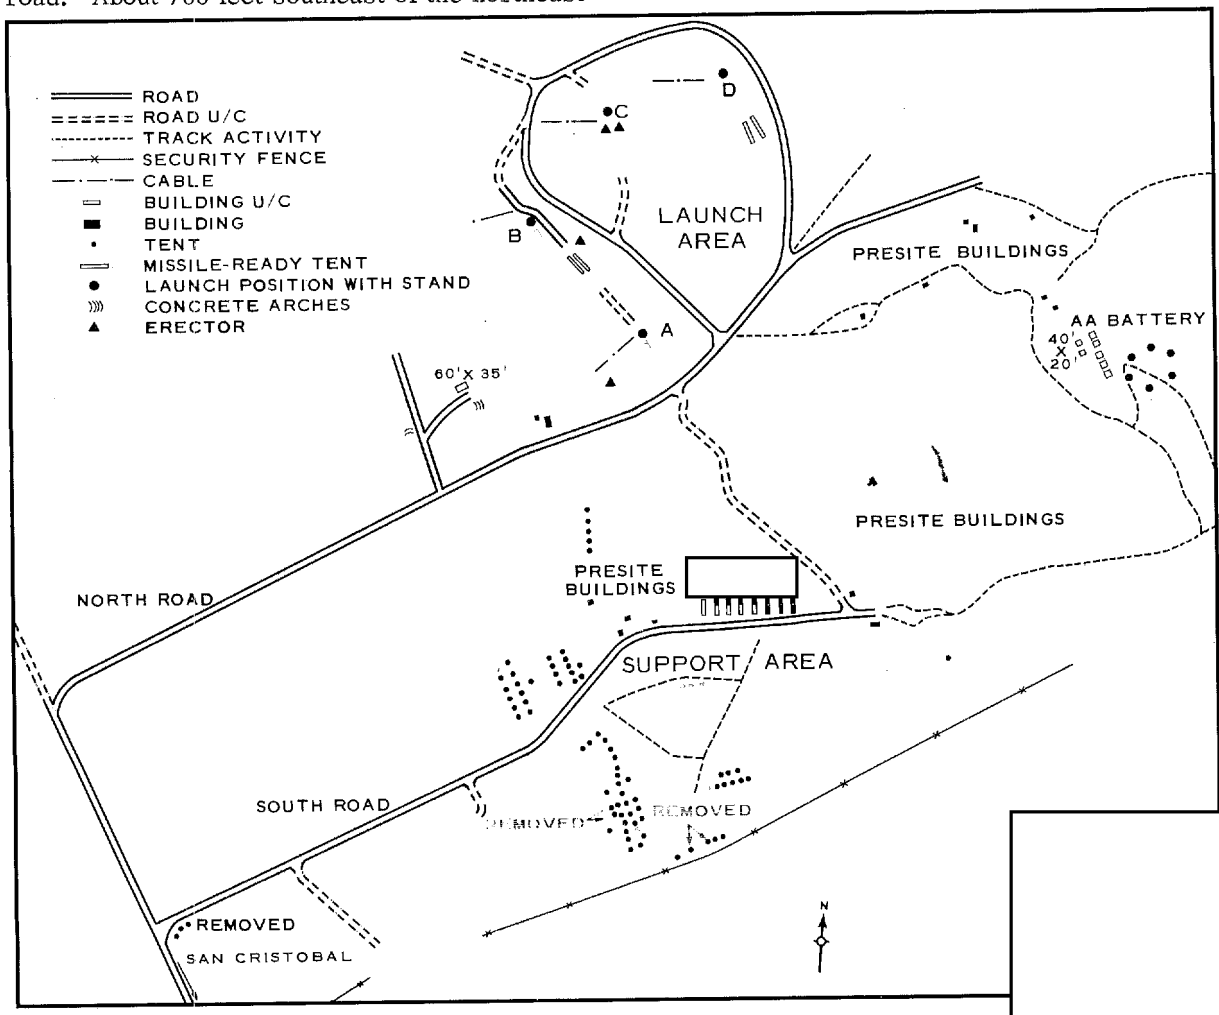 road. About 700 feet southeast of the northeast
ROAD
ROAD U/C
TRACK ACTIVITY
SECURITY FENCE
CABLE
BUILDING U/C
BUILDING
TENT
MISSILE-READY TENT
LAUNCH POSITION WITH STAND
CONCRETE ARCHES
ERECTOR
D
C
LAUNCH
AREA
B
PRESITE BUILDINGS
A
AA BATTERY
40'
X
20'
60' X 35'
PRESITE BUILDINGS
PRESITE
BUILDINGS
NORTH ROAD
SUPPORT AREA
SOUTH ROAD
REMOVED
REMOVED
REMOVED
SAN CRISTOBAL
N